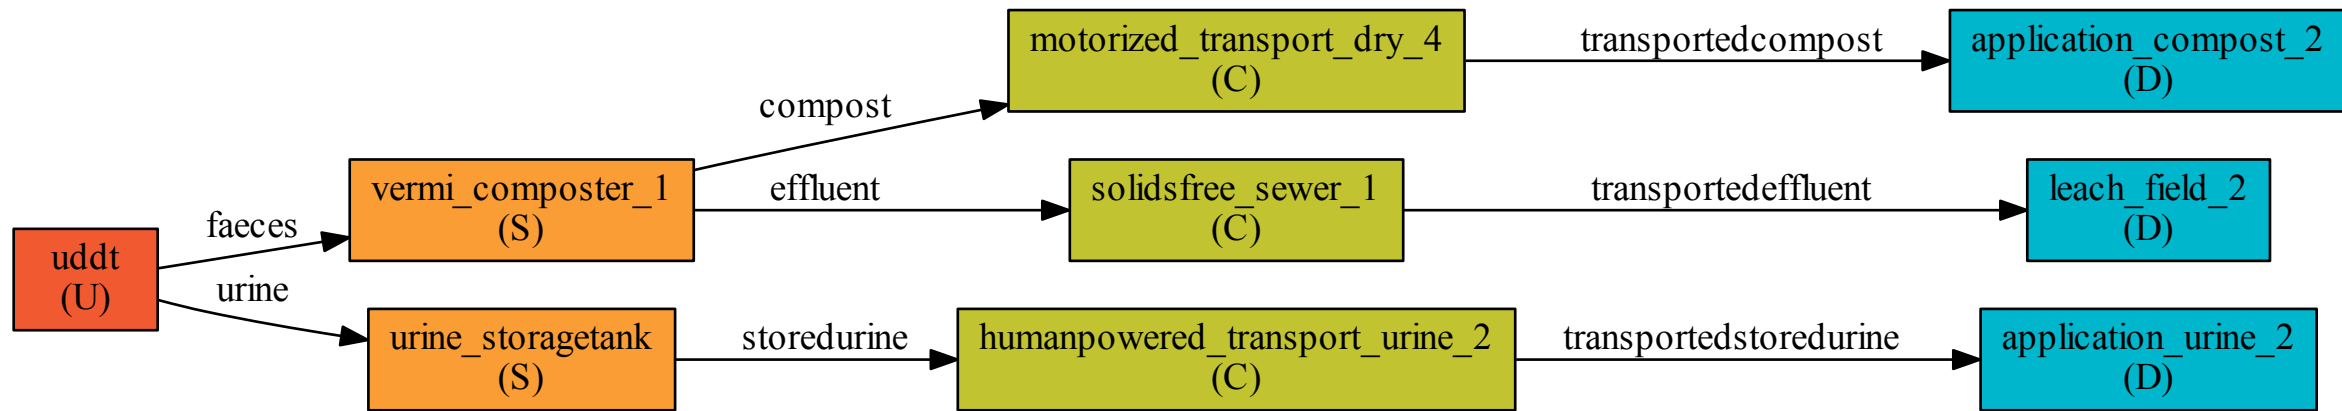 uddt
(U)
faeces
urine
vermi_composter_1
(S)
urine_storagetank
(S)
compost
effluent
storedurine
motorized_transport_dry_4
(C)
solidsfree_sewer_1
(C)
humanpowered_transport_urine_2
(C)
transportedcompost
transportedeffluent
transportedstoredurine
application_compost_2
(D)
leach_field_2
(D)
application_urine_2
(D)